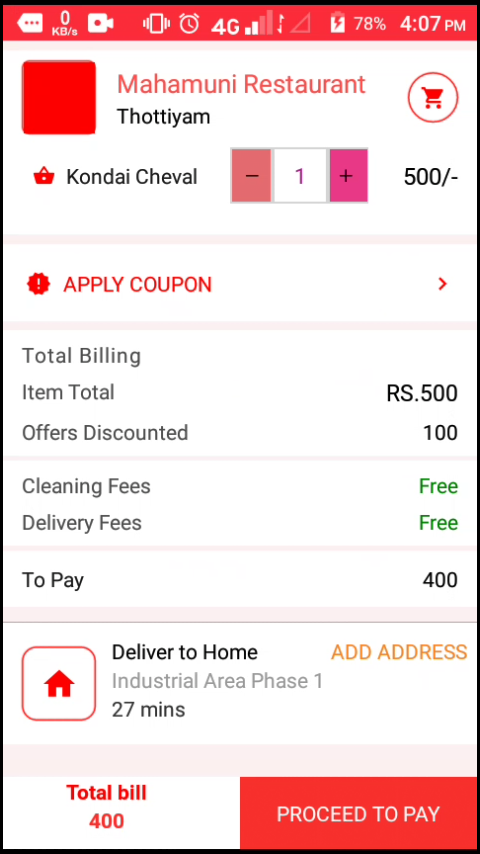 0 KB/s 4G 78% 4:07 PM
Mahamuni Restaurant
Thottiyam
Kondai Cheval − 1 + 500/-
APPLY COUPON >
Total Billing
Item Total RS.500
Offers Discounted 100
Cleaning Fees Free
Delivery Fees Free
To Pay 400
Deliver to Home ADD ADDRESS
Industrial Area Phase 1
27 mins
Total bill
400 PROCEED TO PAY